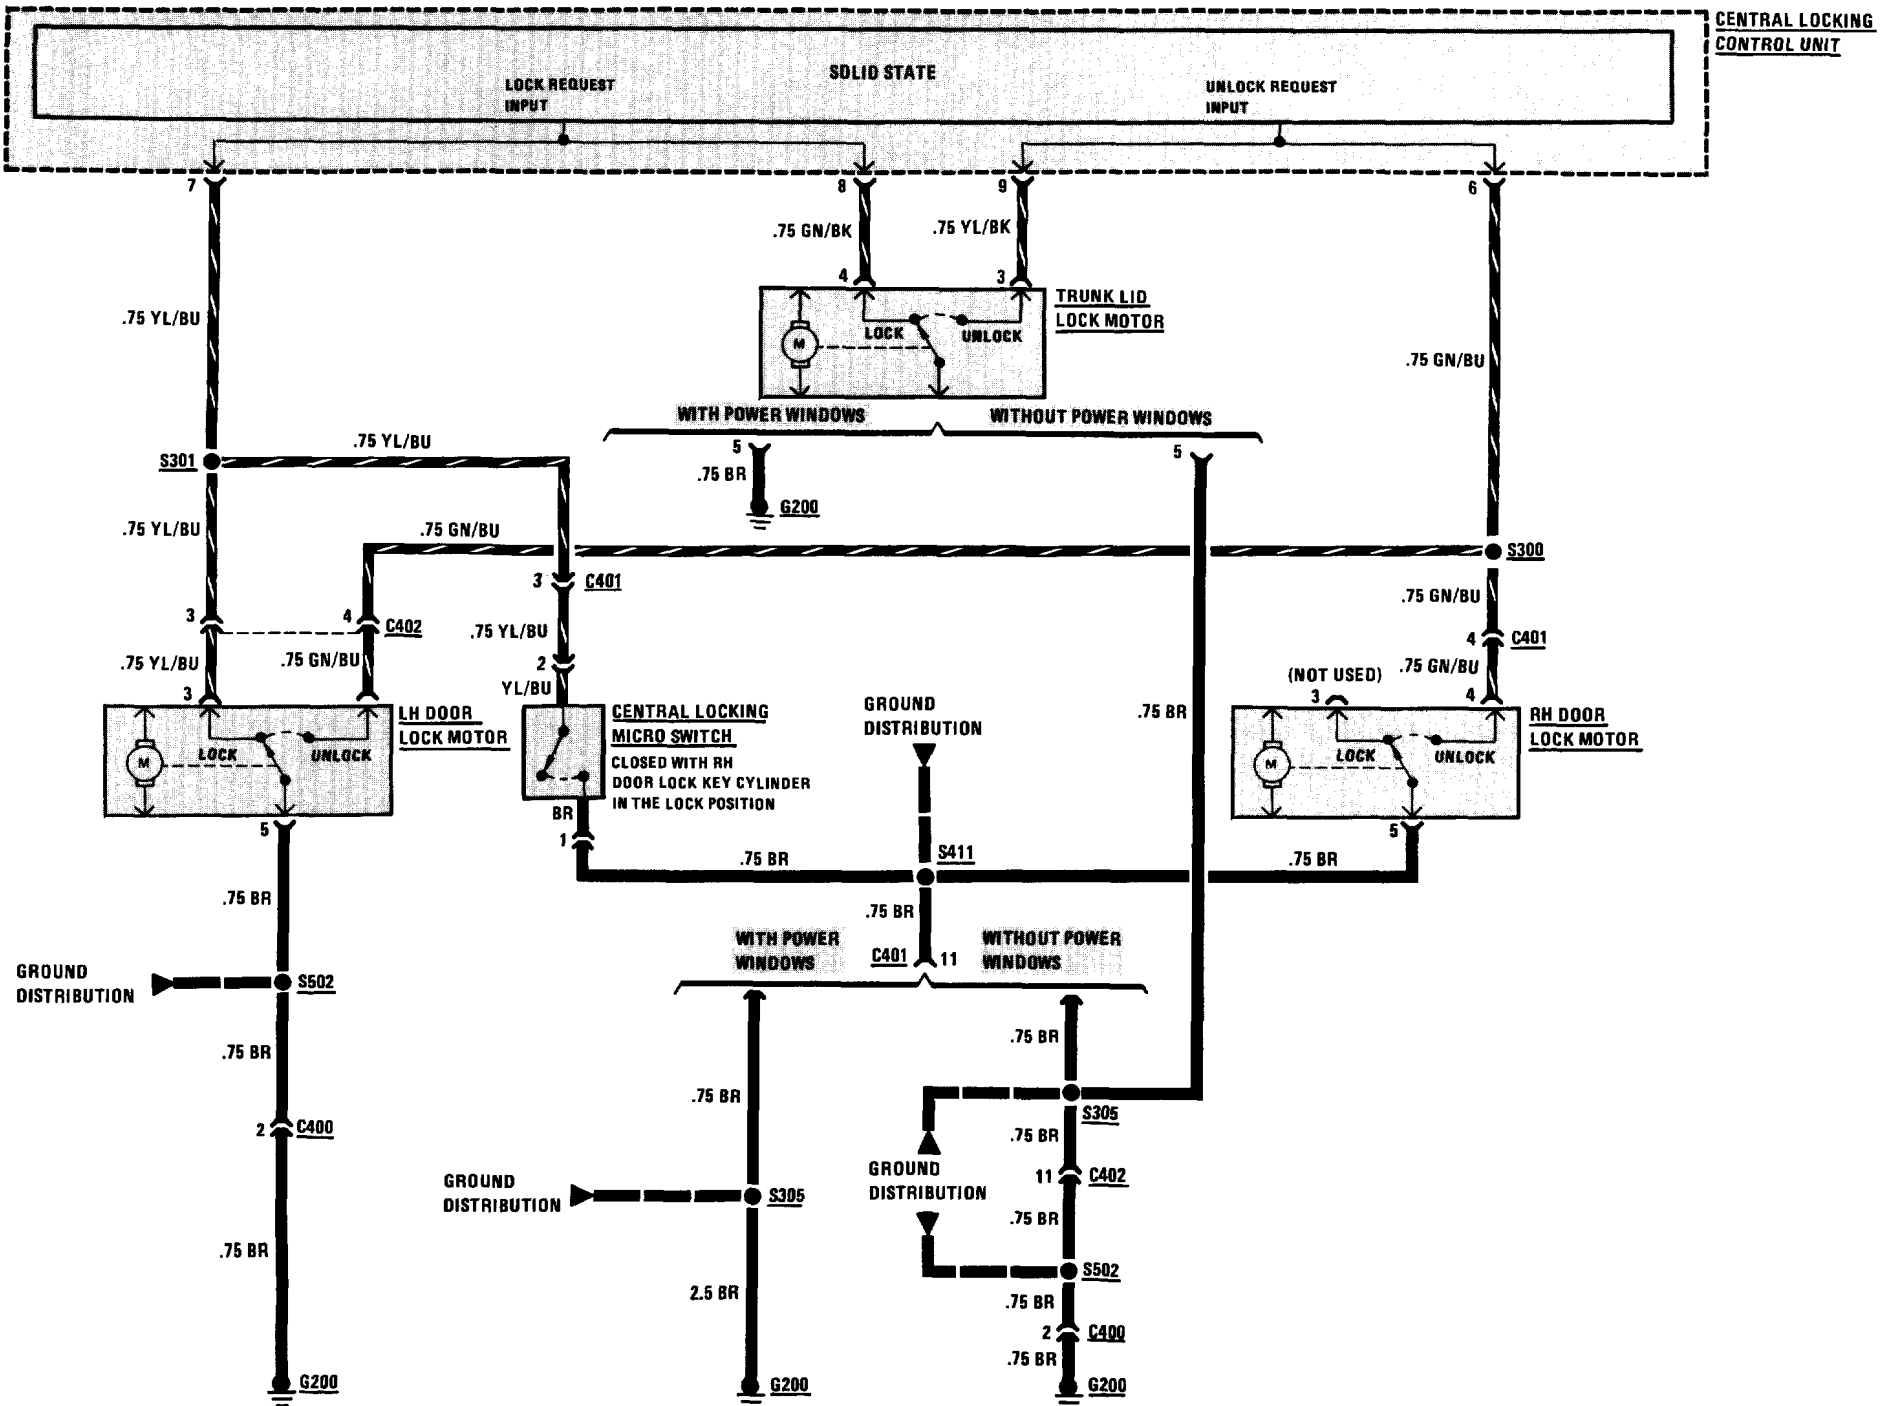 CENTRAL LOCKING
CONTROL UNIT
SOLID STATE
LOCK REQUEST
INPUT
UNLOCK REQUEST
INPUT
7
8
9
6
.75 GN/BK
.75 YL/BK
4
3
TRUNK LID
LOCK MOTOR
M
LOCK
UNLOCK
.75 YL/BU
.75 GN/BU
WITH POWER WINDOWS
WITHOUT POWER WINDOWS
5
.75 BR
G200
5
S301
.75 YL/BU
.75 YL/BU
.75 GN/BU
S300
3
C401
.75 GN/BU
3
4
C402
.75 YL/BU
4
C401
.75 YL/BU
.75 GN/BU
2
.75 GN/BU
(NOT USED)
3
4
3
YL/BU
LH DOOR
LOCK MOTOR
M
LOCK
UNLOCK
CENTRAL LOCKING
MICRO SWITCH
CLOSED WITH RH
DOOR LOCK KEY CYLINDER
IN THE LOCK POSITION
GROUND
DISTRIBUTION
.75 BR
RH DOOR
LOCK MOTOR
M
LOCK
UNLOCK
BR
1
5
5
.75 BR
S411
.75 BR
.75 BR
.75 BR
WITH POWER
WINDOWS
C401
11
WITHOUT POWER
WINDOWS
GROUND
DISTRIBUTION
S502
.75 BR
.75 BR
.75 BR
S305
2
C400
.75 BR
11
C402
GROUND
DISTRIBUTION
GROUND
DISTRIBUTION
S305
.75 BR
.75 BR
S502
2.5 BR
.75 BR
2
C400
.75 BR
G200
G200
G200